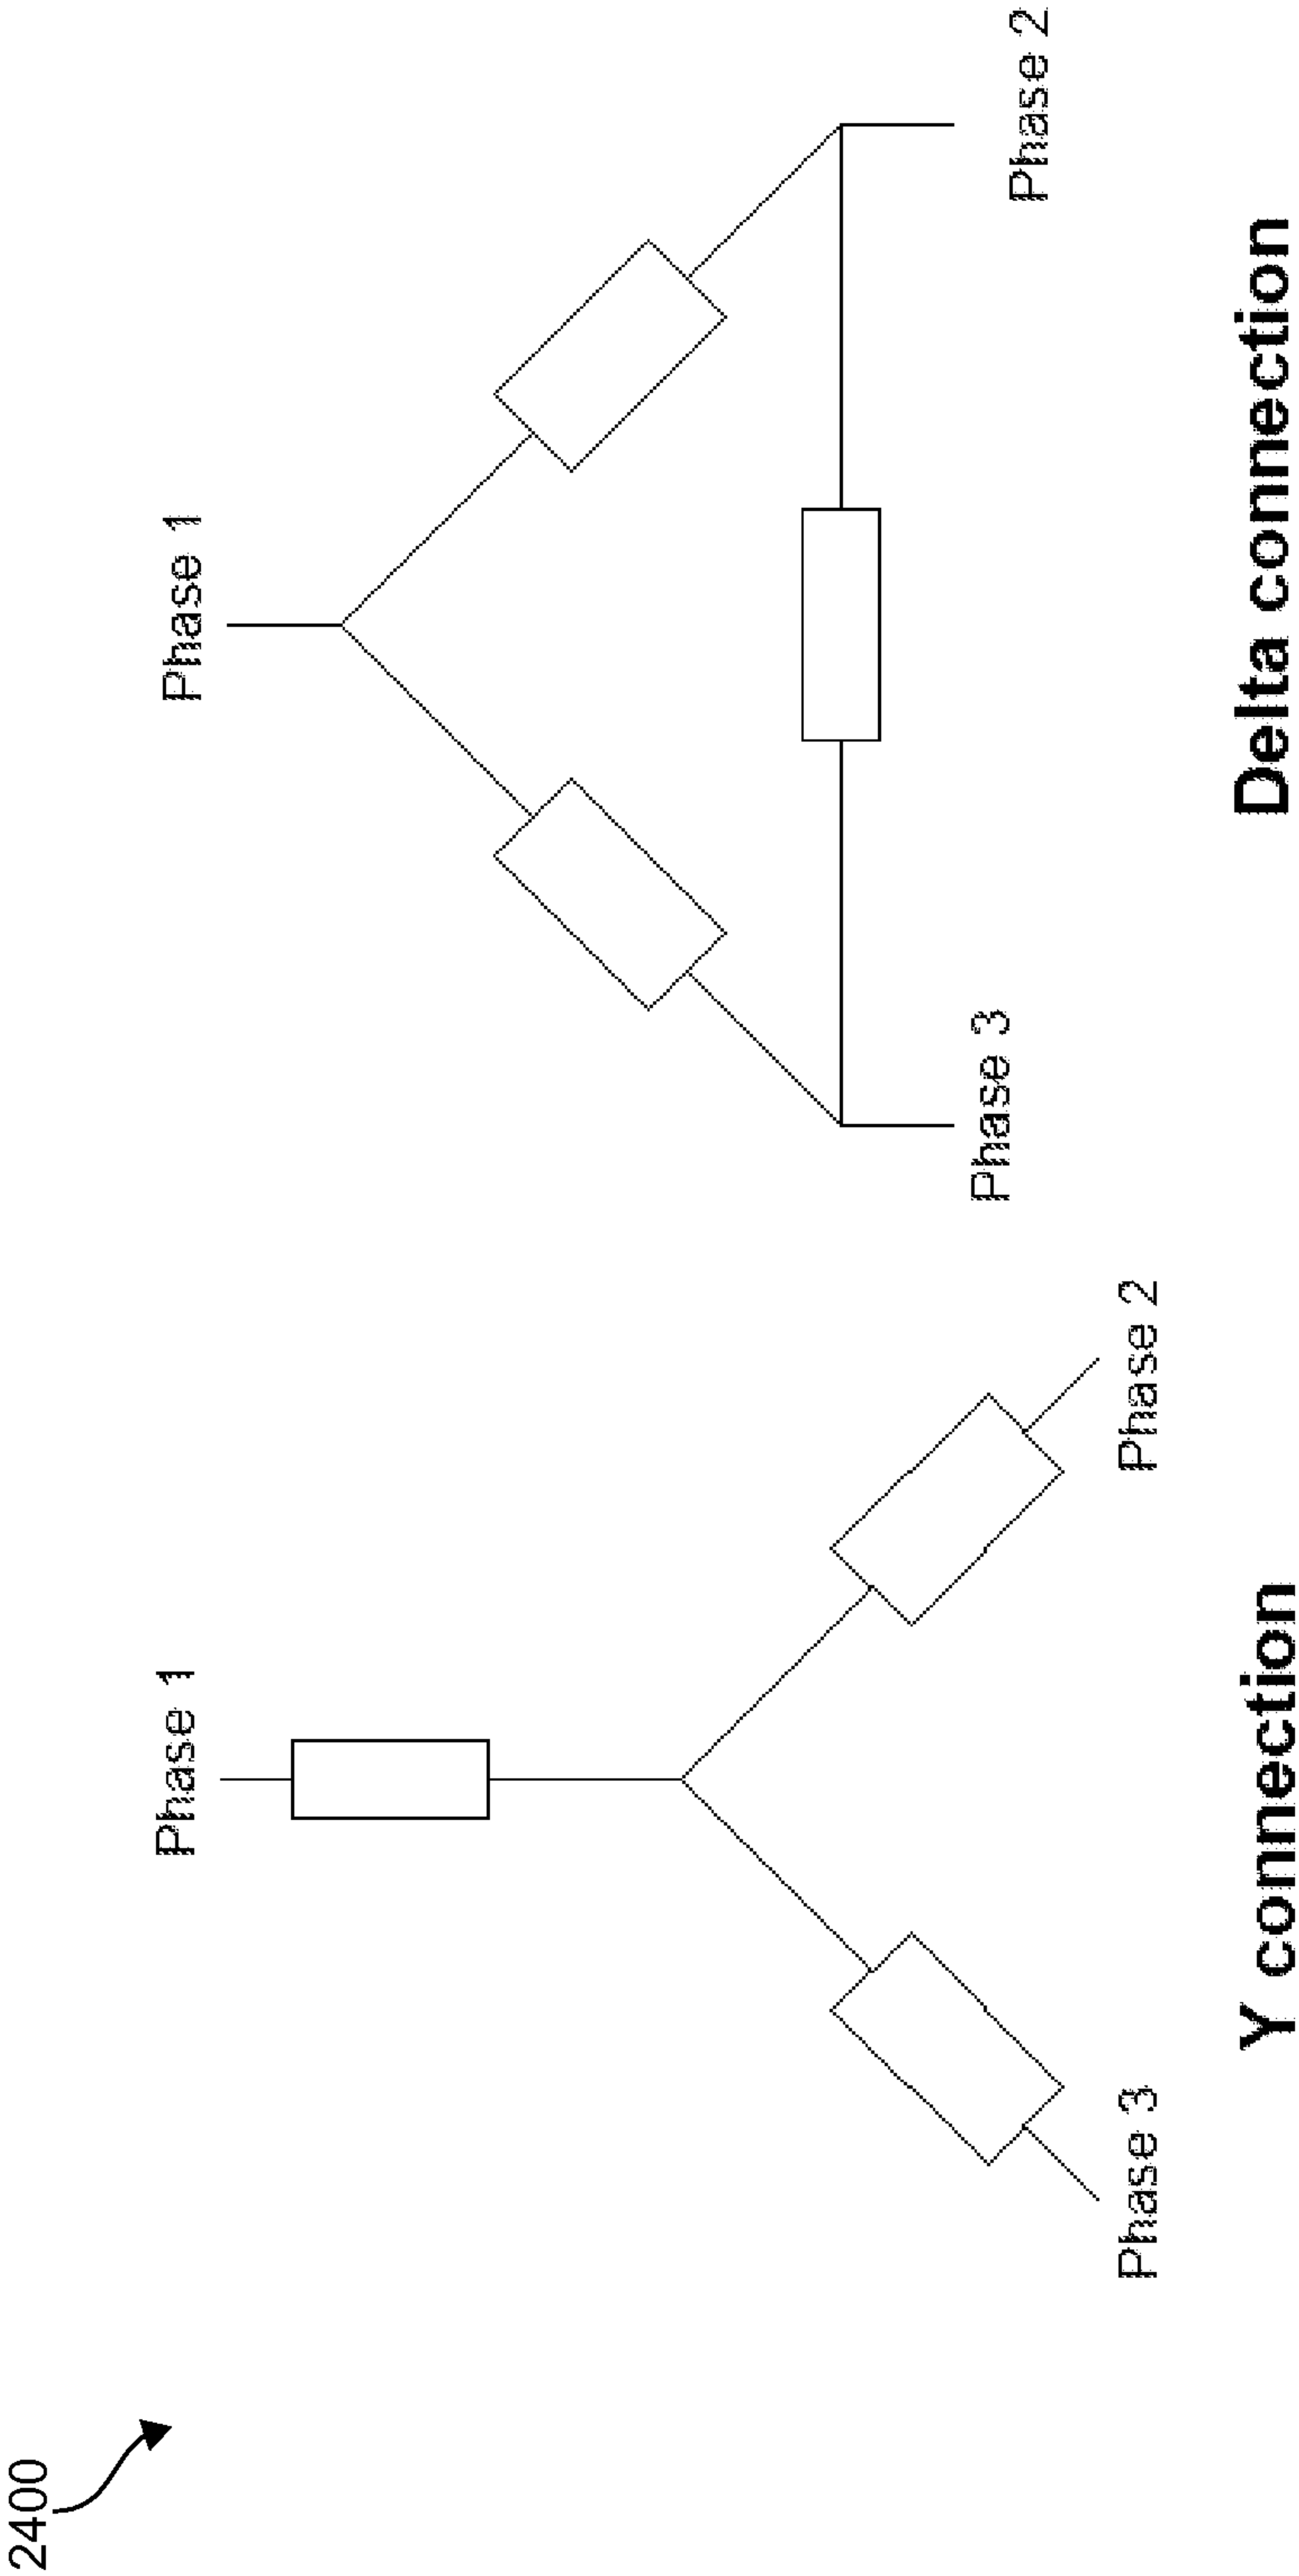 2400
Phase 1
Phase 3
Phase 2
Y connection
Phase 1
Phase 3
Phase 2
Delta connection